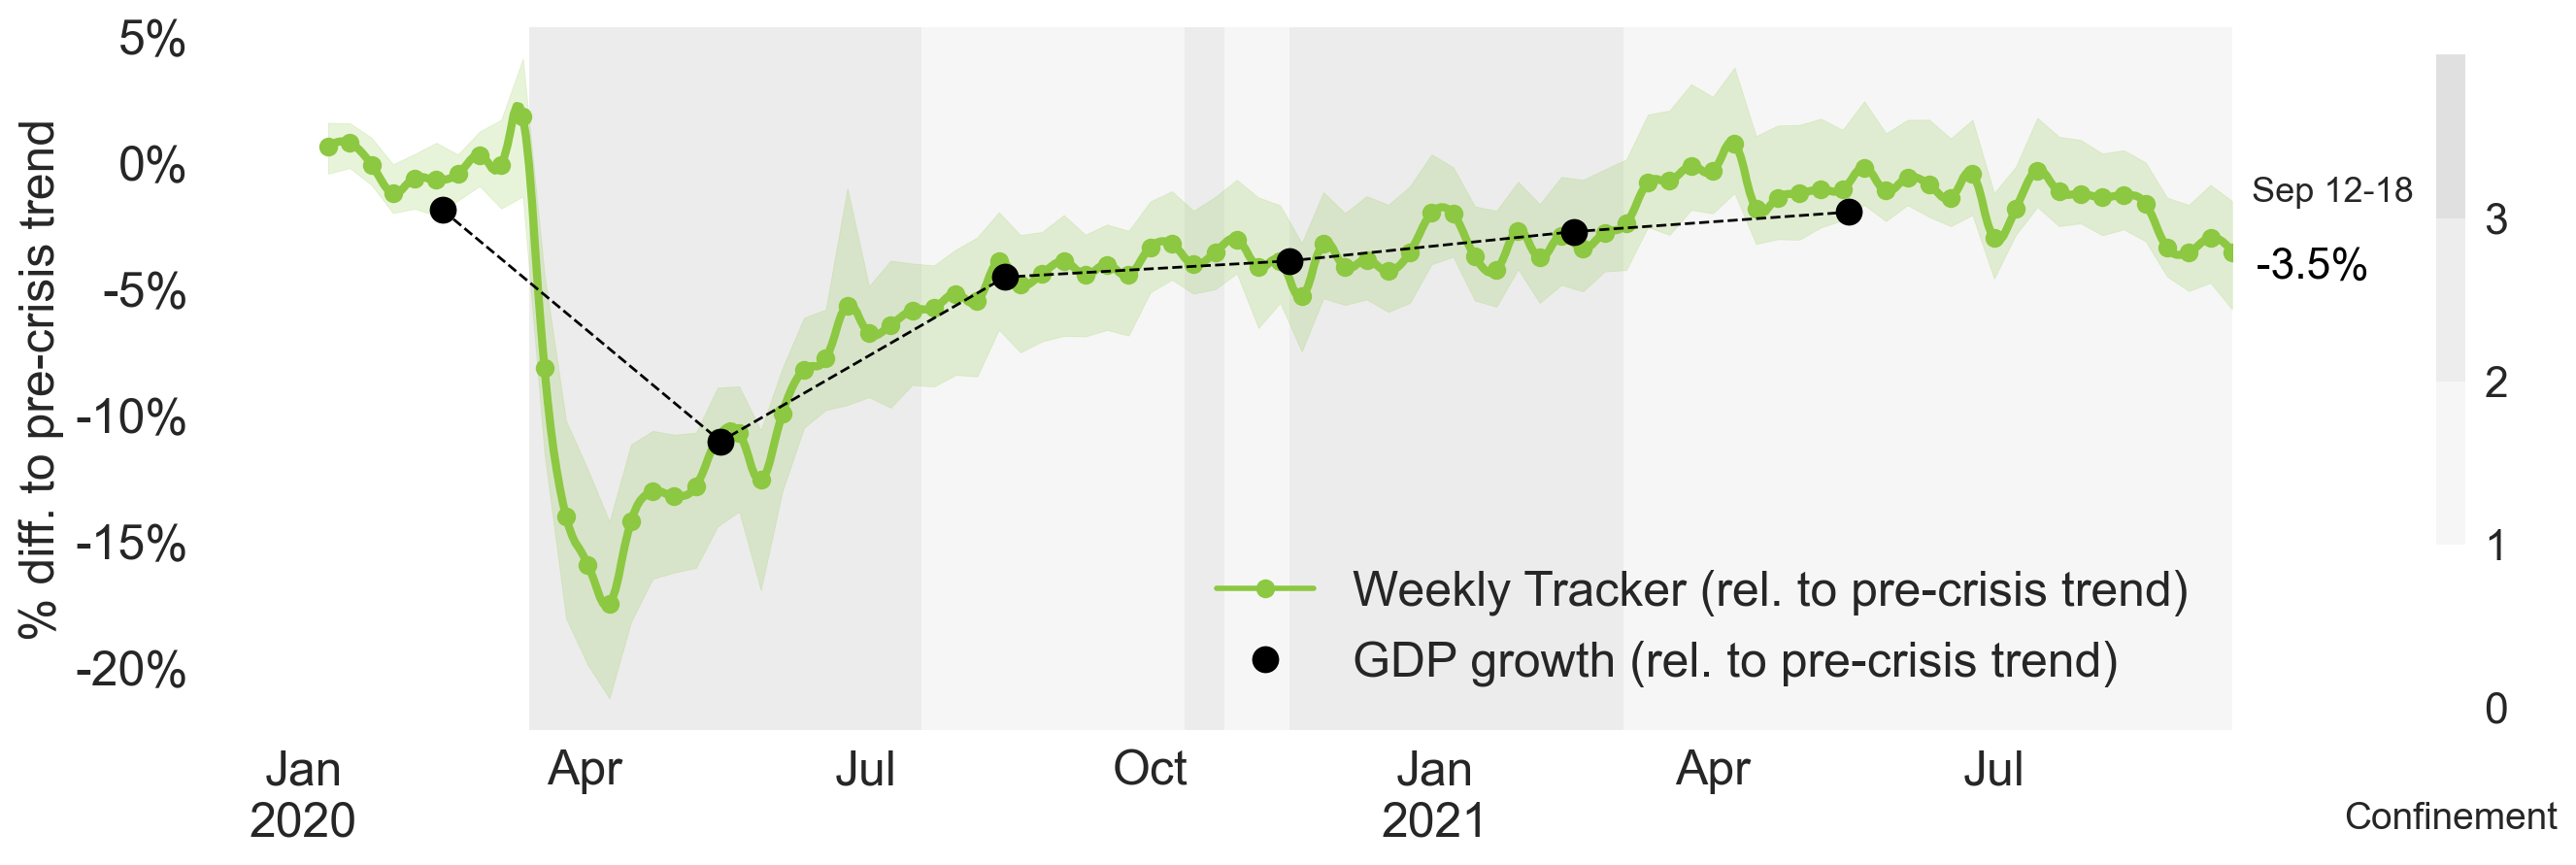 % diff. to pre-crisis trend
5%
0%
-5%
-10%
-15%
-20%
Sep 12-18
-3.5%
Weekly Tracker (rel. to pre-crisis trend)
GDP growth (rel. to pre-crisis trend)
Jan
2020
Apr
Jul
Oct
Jan
2021
Apr
Jul
3
2
1
0
Confinement